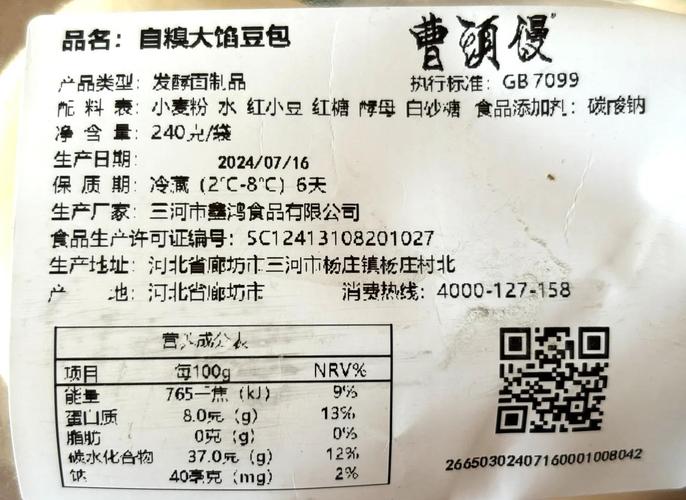 品名：自糗大馅豆包
曹頭馒
产品类型：发酵面制品 执行标准：GB 7099
配 料 表：小麦粉 水 红小豆 红糖 酵母 白砂糖 食品添加剂：碳酸钠
净 含 量：240克/袋
生产日期：2024/07/16
保 质 期：冷藏（2℃-8℃）6天
生产厂家：三河市鑫鸿食品有限公司
食品生产许可证编号：SC12413108201027
生产地址：河北省廊坊市三河市杨庄镇杨庄村北
产 地：河北省廊坊市 消费热线：4000-127-158
营养成分表
项目 每100g NRV%
能量 765千焦（kJ） 9%
蛋白质 8.0克（g） 13%
脂肪 0克（g） 0%
碳水化合物 37.0克（g） 12%
钠 40毫克（mg） 2%
26650302407160001008042